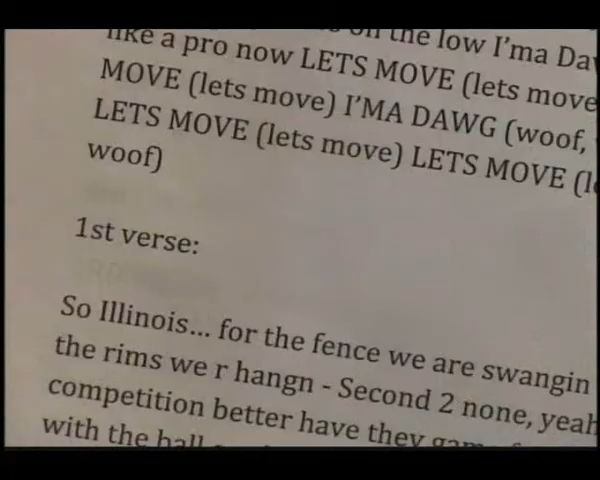 on the low I'ma Da
like a pro now LETS MOVE (lets move
MOVE (lets move) I'MA DAWG (woof,
LETS MOVE (lets move) LETS MOVE (l
woof)
1st verse:
So Illinois... for the fence we are swangin
the rims we r hangn - Second 2 none, yeah
competition better have they game
with the ball